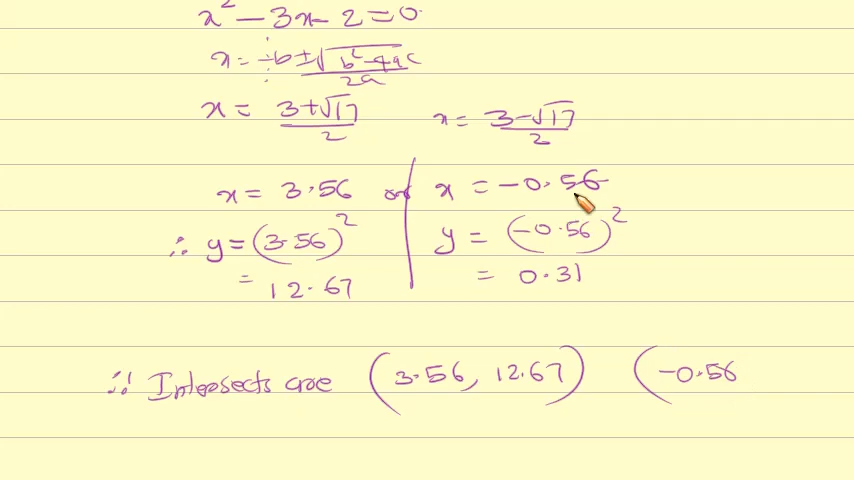 x² - 3x - 2 = 0
x = -b ± √b² - 4ac / 2a
x = 3 + √17 / 2 x = 3 - √17 / 2
x = 3.56 or x = -0.56
∴ y = (3.56)² y = (-0.56)²
= 12.67 = 0.31
∴ Intersects are (3.56, 12.67) (-0.56